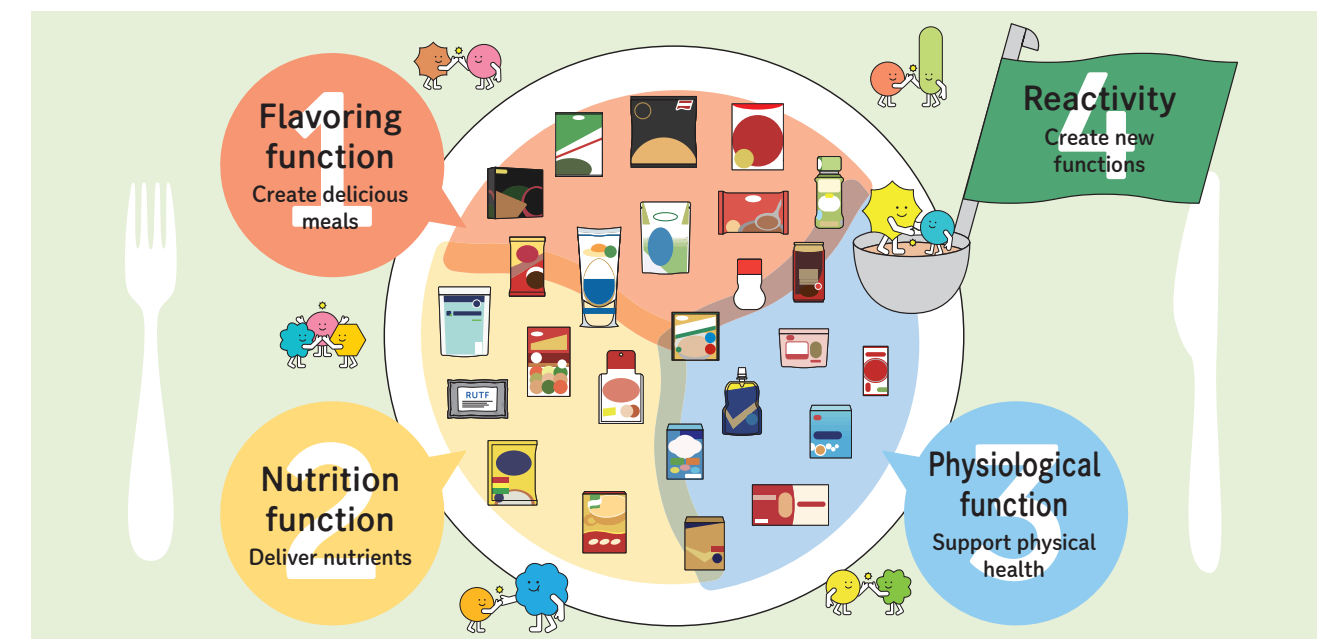 1
Flavoring
function
Create delicious
meals
2
Nutrition
function
Deliver nutrients
3
Physiological
function
Support physical
health
4
Reactivity
Create new
functions
RUTF